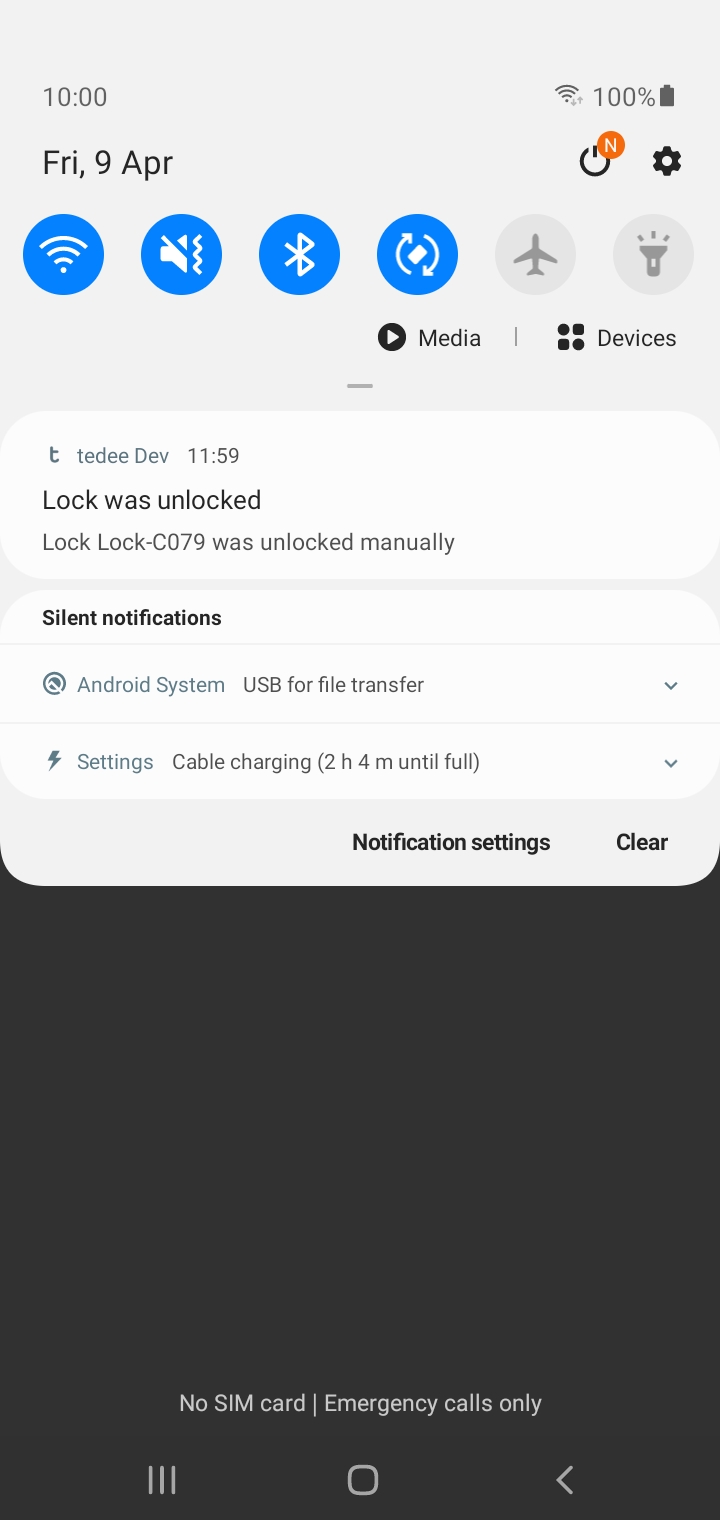 10:00 100%
Fri, 9 Apr N
Media | Devices
tedee Dev 11:59
Lock was unlocked
Lock Lock-C079 was unlocked manually
Silent notifications
Android System USB for file transfer
Settings Cable charging (2 h 4 m until full)
Notification settings Clear
No SIM card | Emergency calls only